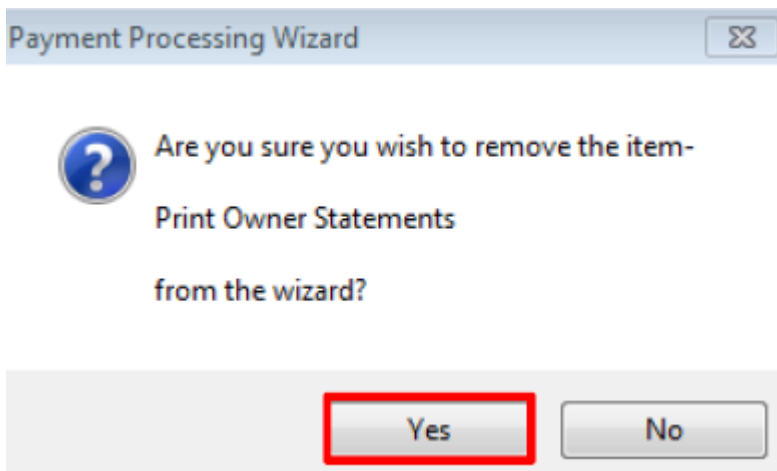 Payment Processing Wizard
Are you sure you wish to remove the item-
Print Owner Statements
from the wizard?
Yes No